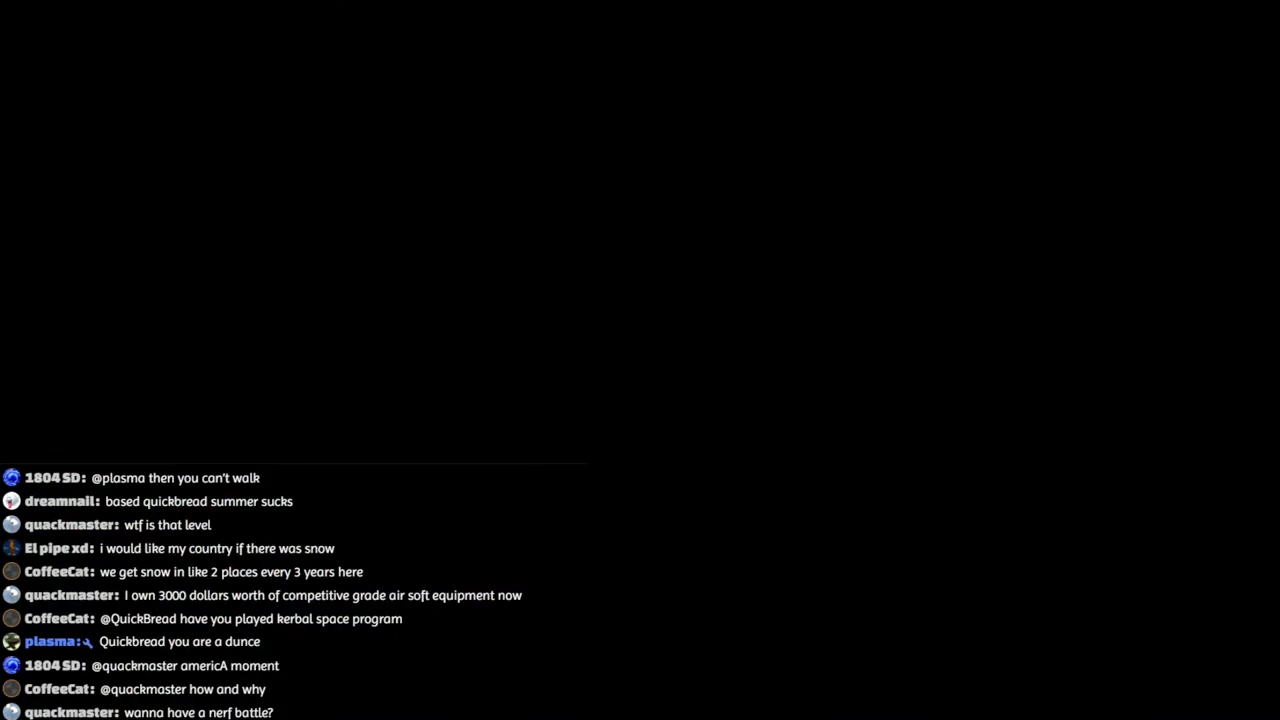 1804 SD: @plasma then you can't walk
dreamnail: based quickbread summer sucks
quackmaster: wtf is that level
El pipe xd: i would like my country if there was snow
CoffeeCat: we get snow in like 2 places every 3 years here
quackmaster: I own 3000 dollars worth of competitive grade air soft equipment now
CoffeeCat: @QuickBread have you played kerbal space program
plasma: Quickbread you are a dunce
1804 SD: @quackmaster americA moment
CoffeeCat: @quackmaster how and why
quackmaster: wanna have a nerf battle?